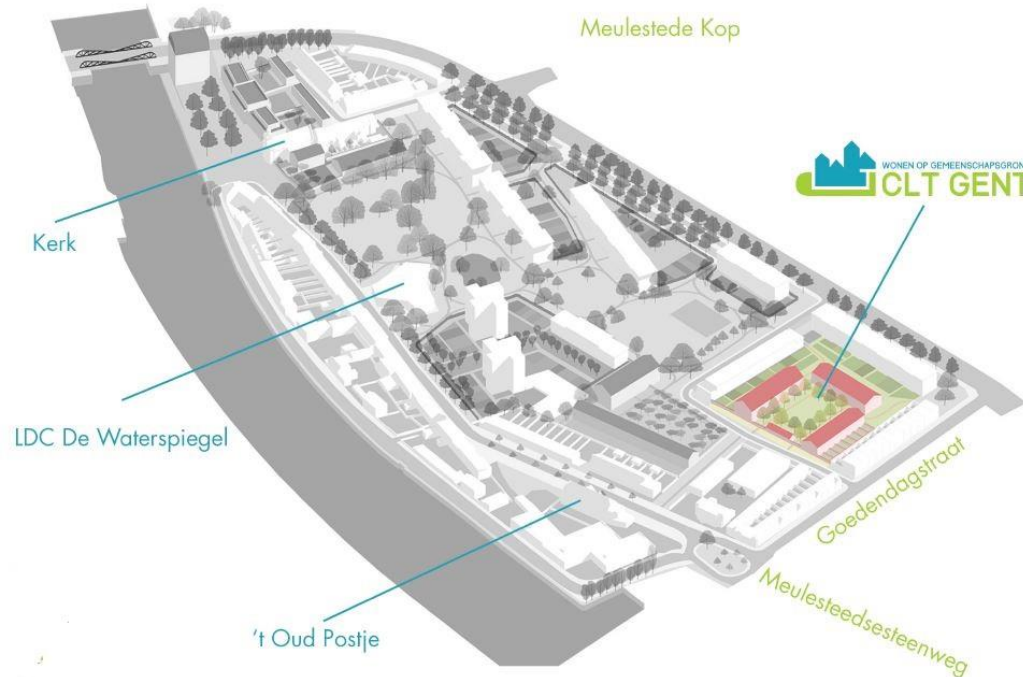 Meulestede Kop
WONEN OP GEMEENSCHAPSGROND
CLT GENT
Kerk
LDC De Waterspiegel
Goedendagstraat
Meulesteedsesteenweg
't Oud Postje